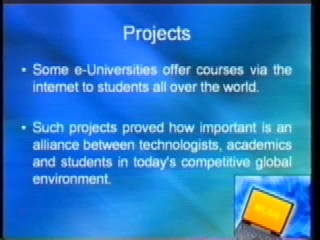 Projects
• Some e-Universities offer courses via the
internet to students all over the world.
• Such projects proved how important is an
alliance between technologists, academics
and students in today's competitive global
environment.